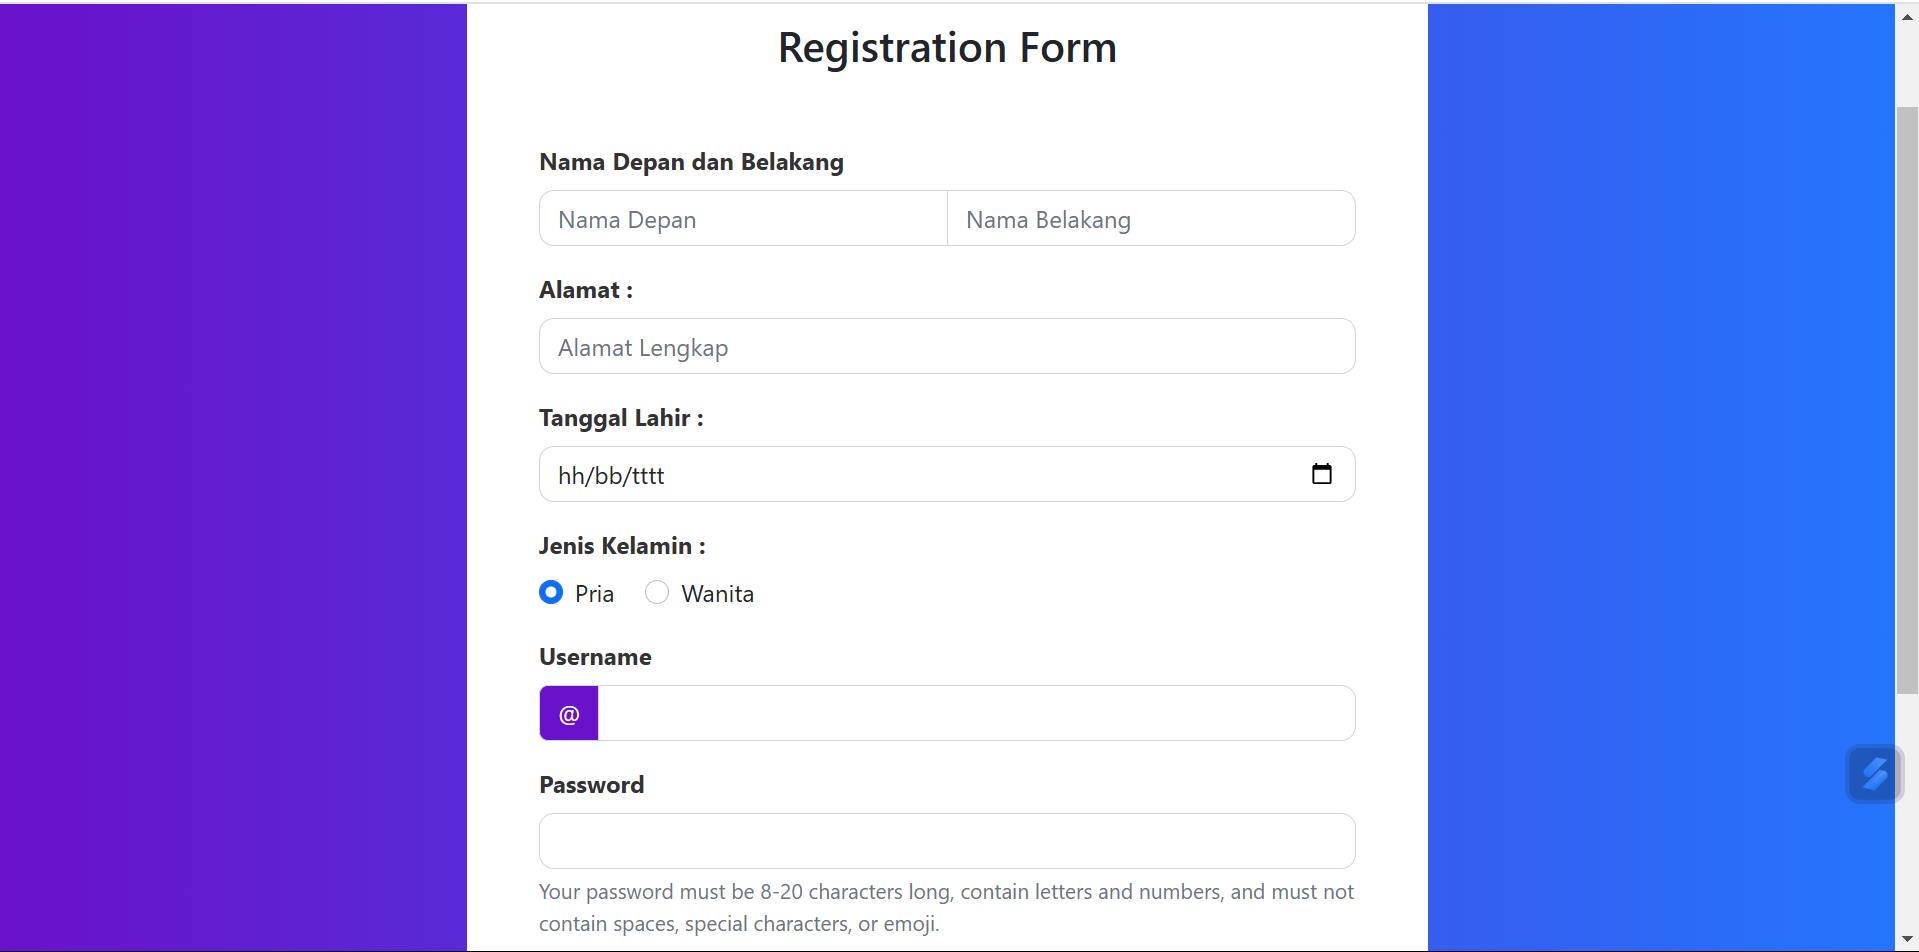 Registration Form
Nama Depan dan Belakang
Nama Depan Nama Belakang
Alamat :
Alamat Lengkap
Tanggal Lahir :
hh/bb/tttt
Jenis Kelamin :
Pria Wanita
Username
@
Password
Your password must be 8-20 characters long, contain letters and numbers, and must not
contain spaces, special characters, or emoji.